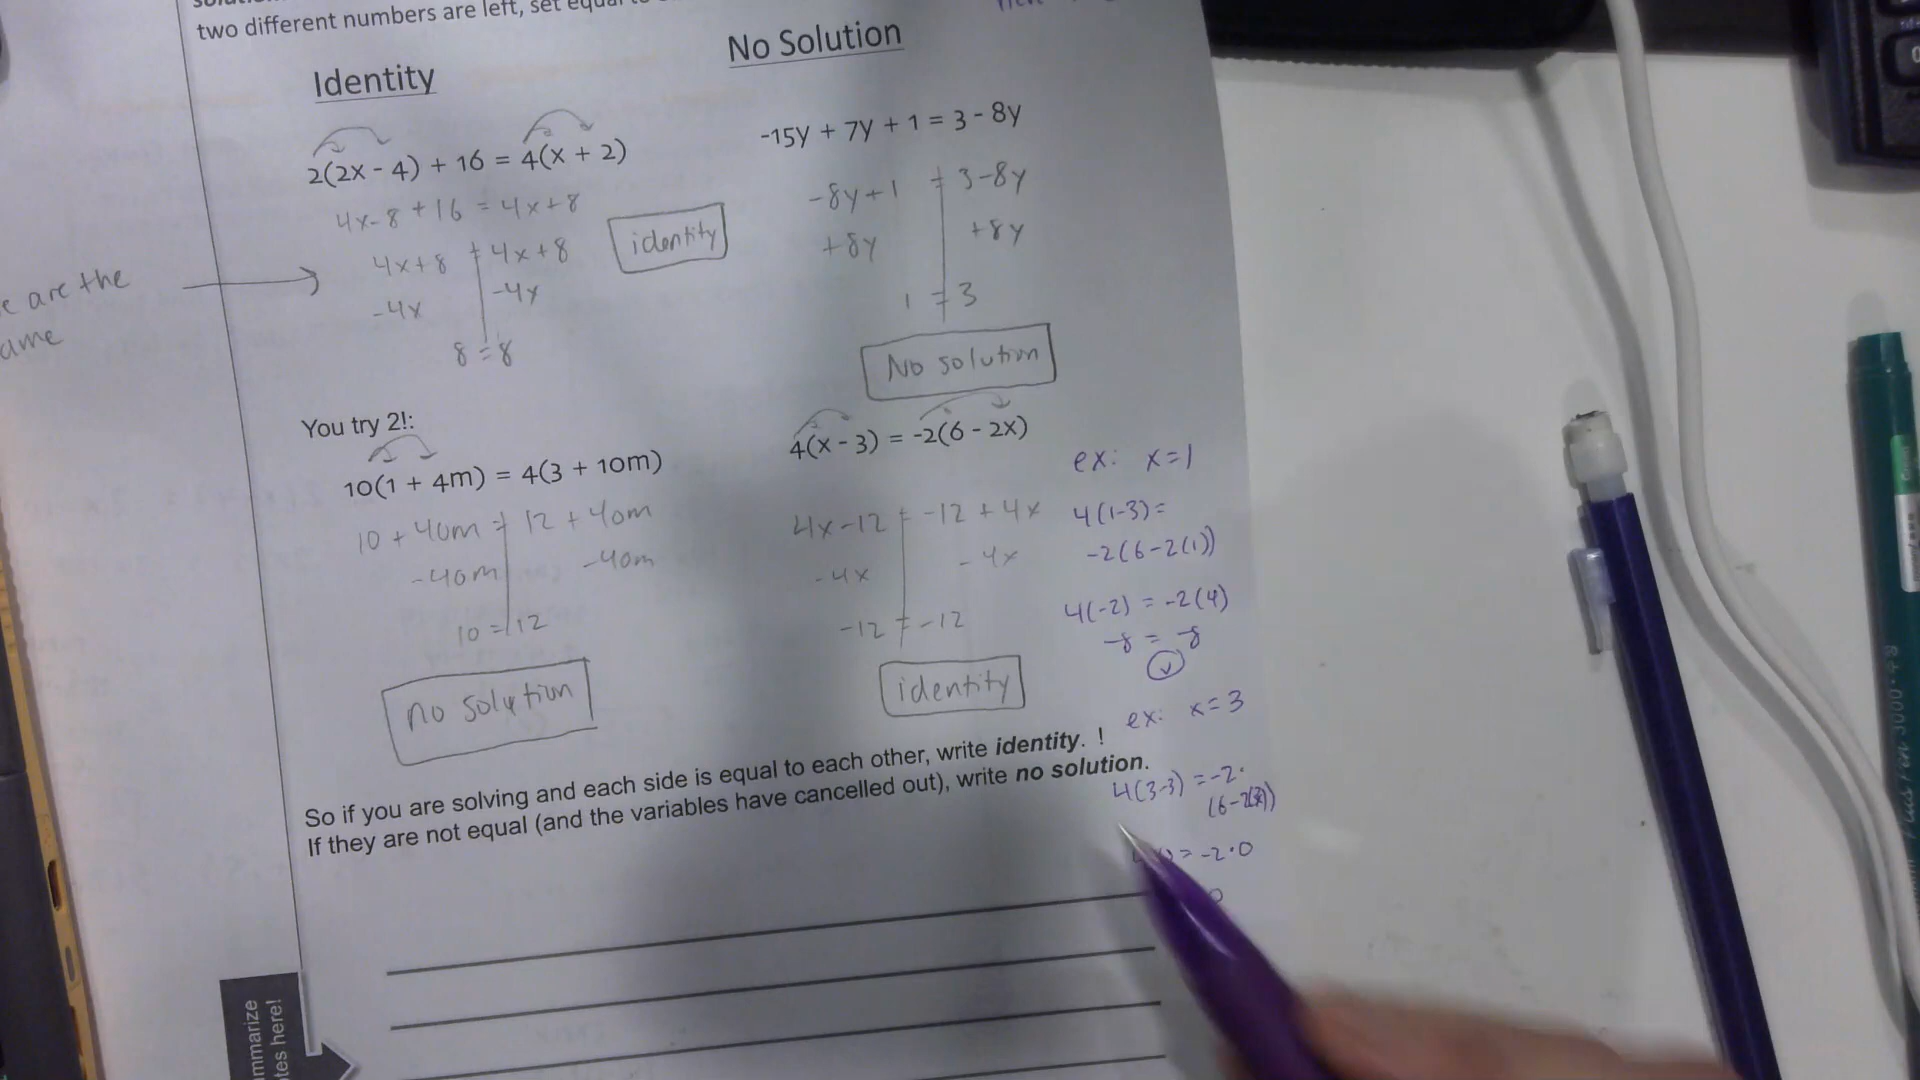 two different numbers are left, set equal
Identity
No Solution
2(2x - 4) + 16 = 4(x + 2)
4x - 8 + 16 = 4x + 8
4x + 8 = 4x + 8
-4x -4x
8 = 8
identity
are the
-15y + 7y + 1 = 3 - 8y
-8y + 1 = 3 - 8y
+8y +8y
1 = 3
No solution
You try 2!:
10(1 + 4m) = 4(3 + 10m)
10 + 40m = 12 + 40m
-40m -40m
10 = 12
no solution
4(x - 3) = -2(6 - 2x)
4x - 12 = -12 + 4x
-4x -4x
-12 = -12
identity
ex: x = 1
4(1-3) =
-2(6-2(1))
4(-2) = -2(4)
-8 = -8
ex: x = 3
4(3-3) = -2·
(6-2(3))
= -2·0
So if you are solving and each side is equal to each other, write identity. !
If they are not equal (and the variables have cancelled out), write no solution.